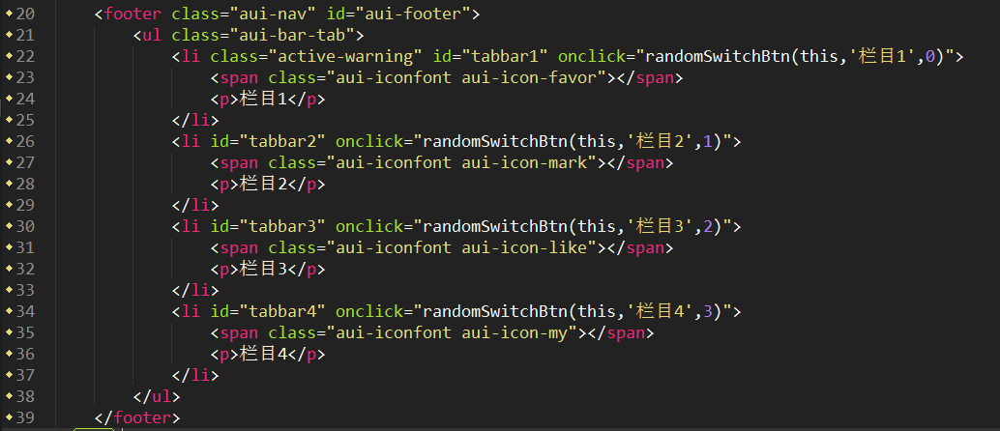 20 <footer class="aui-nav" id="aui-footer">
21 <ul class="aui-bar-tab">
22 <li class="active-warning" id="tabbar1" onclick="randomSwitchBtn(this,'栏目1',0)">
23 <span class="aui-iconfont aui-icon-favor"></span>
24 <p>栏目1</p>
25 </li>
26 <li id="tabbar2" onclick="randomSwitchBtn(this,'栏目2',1)">
27 <span class="aui-iconfont aui-icon-mark"></span>
28 <p>栏目2</p>
29 </li>
30 <li id="tabbar3" onclick="randomSwitchBtn(this,'栏目3',2)">
31 <span class="aui-iconfont aui-icon-like"></span>
32 <p>栏目3</p>
33 </li>
34 <li id="tabbar4" onclick="randomSwitchBtn(this,'栏目4',3)">
35 <span class="aui-iconfont aui-icon-my"></span>
36 <p>栏目4</p>
37 </li>
38 </ul>
39 </footer>